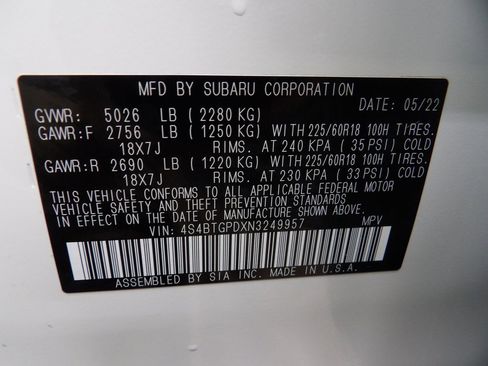 MFD BY SUBARU CORPORATION
DATE: 05/22
GVWR: 5026 LB (2280 KG)
GAWR:F 2756 LB (1250 KG) WITH 225/60R18 100H TIRES.
18X7J RIMS. AT 240 KPA (35 PSI) COLD
GAWR:R 2690 LB (1220 KG) WITH 225/60R18 100H TIRES.
18X7J RIMS. AT 230 KPA (33 PSI) COLD
THIS VEHICLE CONFORMS TO ALL APPLICABLE FEDERAL MOTOR
VEHICLE SAFETY AND THEFT PREVENTION STANDARDS
IN EFFECT ON THE DATE OF MANUFACTURE SHOWN ABOVE.
VIN: 4S4BTGPDXN3249957 MPV
ASSEMBLED BY SIA INC. MADE IN U.S.A.